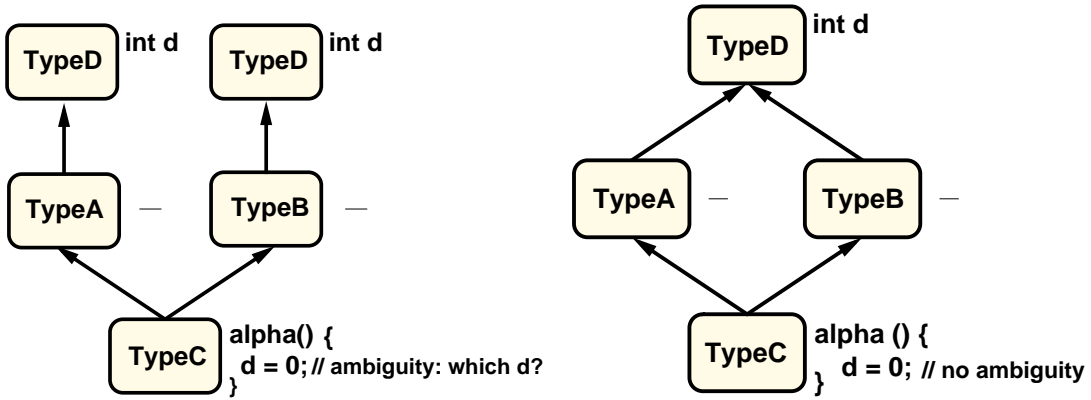 TypeD int d
TypeD int d
TypeA —
TypeB —
TypeC
alpha() {
d = 0; // ambiguity: which d?
}
TypeD int d
TypeA —
TypeB —
TypeC
alpha () {
d = 0; // no ambiguity
}